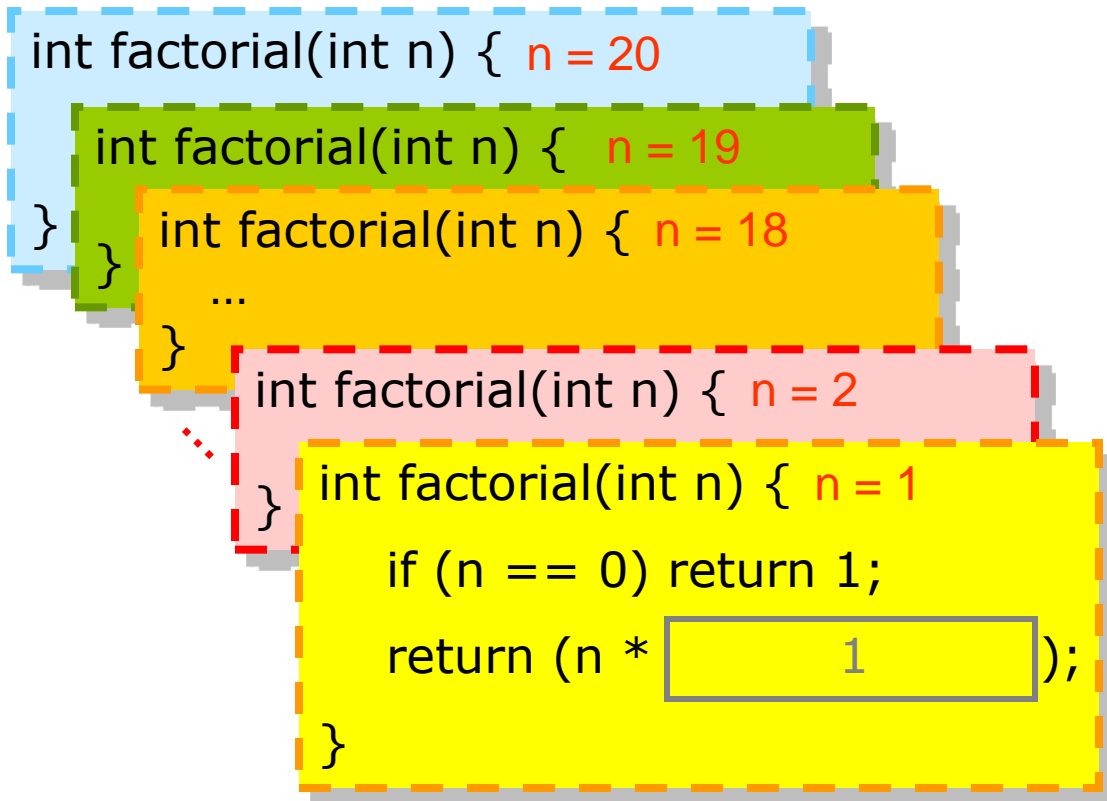 int factorial(int n) { n = 20
int factorial(int n) { n = 19
}
int factorial(int n) { n = 18
}
…
}
int factorial(int n) { n = 2
int factorial(int n) { n = 1
}
if (n == 0) return 1;
return (n * 1 );
}